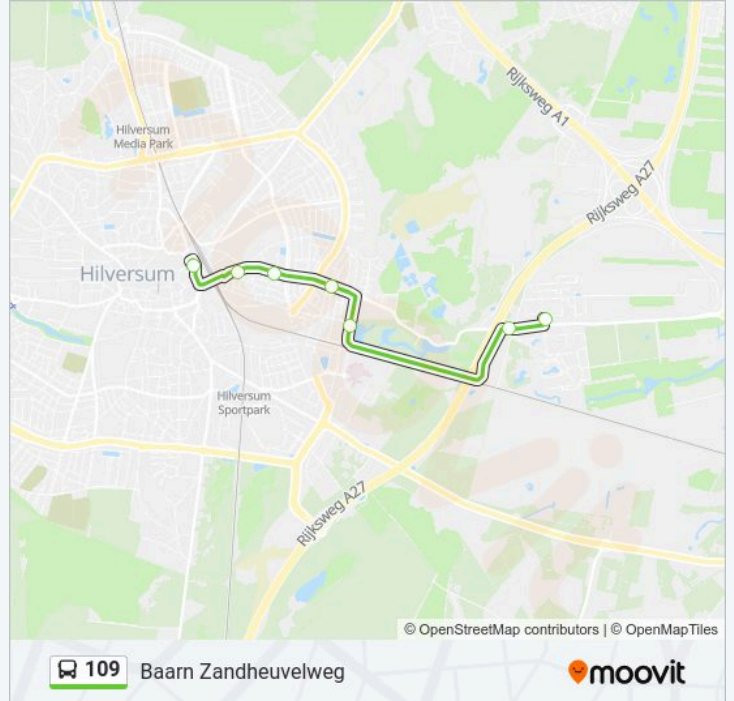 Rijksweg A1
Hilversum
Media Park
Rijksweg A27
Hilversum
Hilversum
Sportpark
Rijksweg A27
© OpenStreetMap contributors | © OpenMapTiles
109 Baarn Zandheuvelweg
moovit